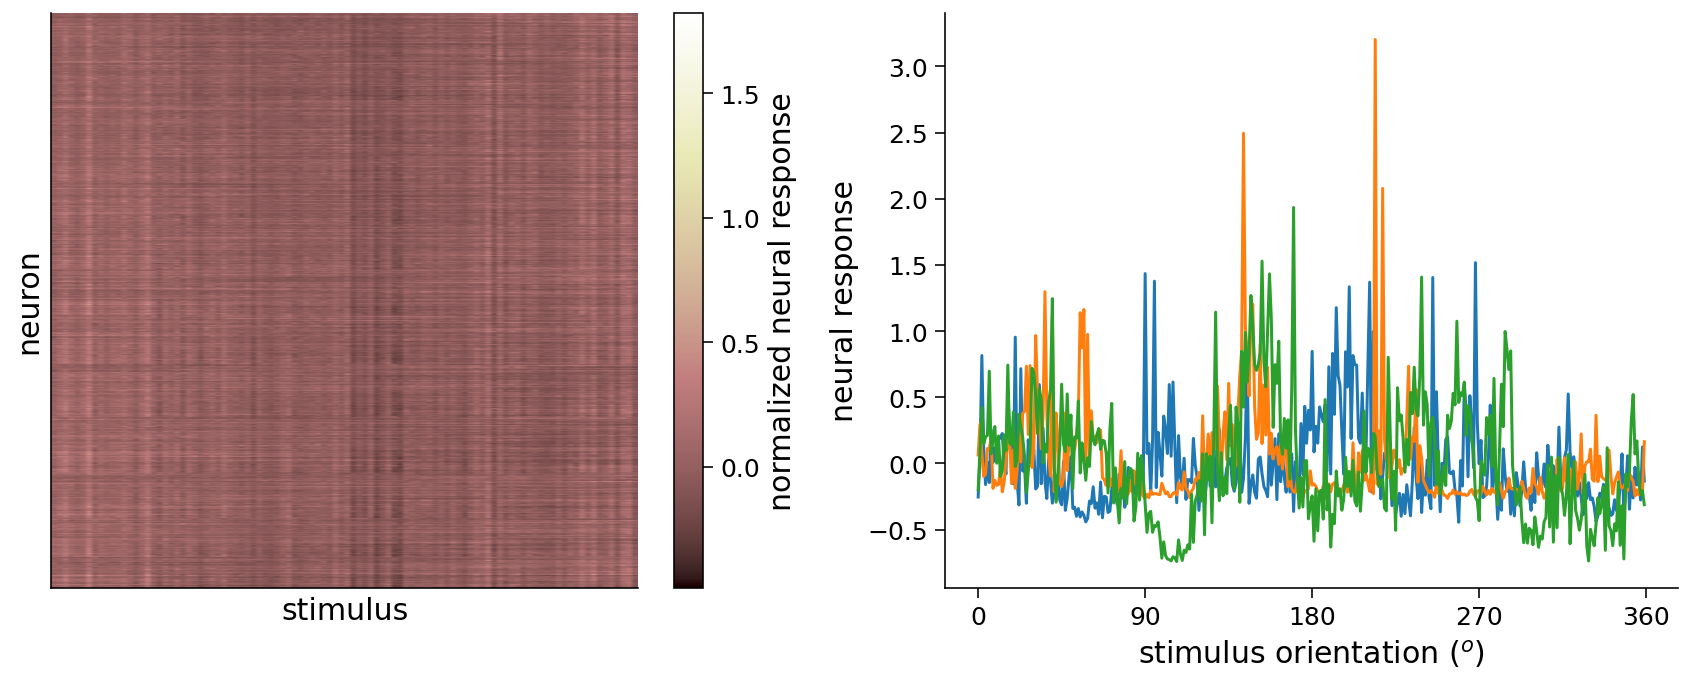 neuron
stimulus
1.5
1.0
0.5
0.0
normalized neural response
neural response
3.0
2.5
2.0
1.5
1.0
0.5
0.0
−0.5
0 90 180 270 360
stimulus orientation (o)